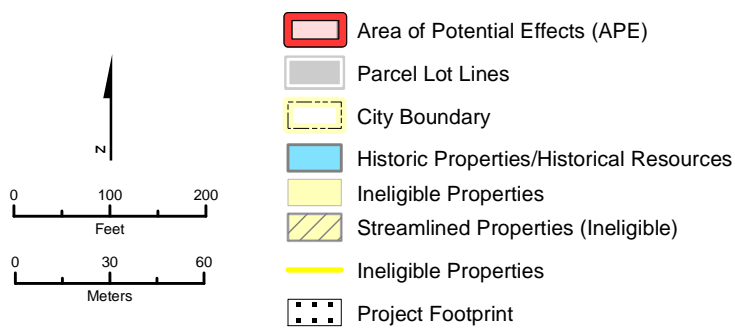 N
0 100 200
Feet
0 30 60
Meters
Area of Potential Effects (APE)
Parcel Lot Lines
City Boundary
Historic Properties/Historical Resources
Ineligible Properties
Streamlined Properties (Ineligible)
Ineligible Properties
Project Footprint